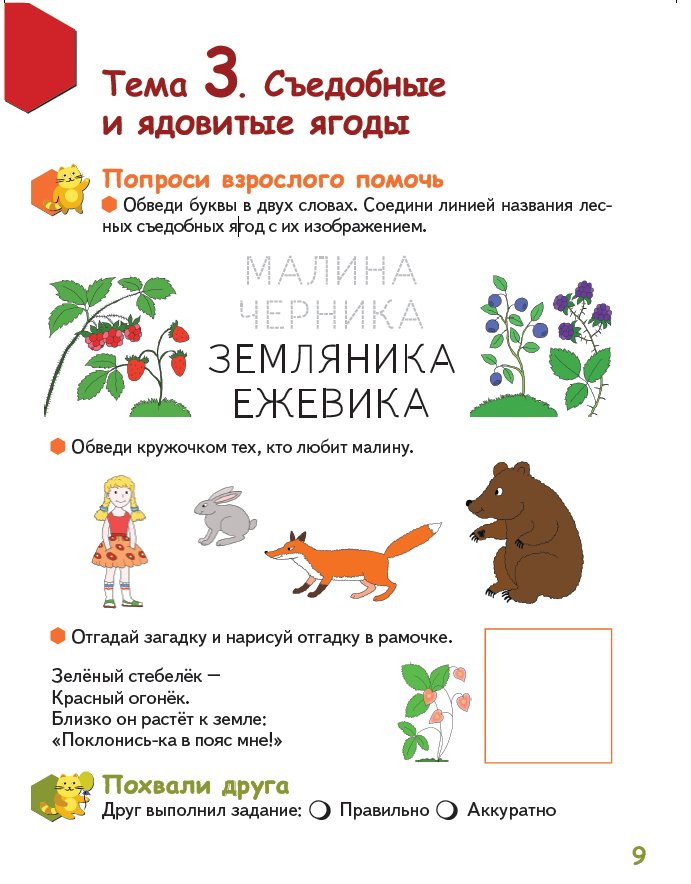 Тема 3. Съедобные
и ядовитые ягоды
Попроси взрослого помочь
Обведи буквы в двух словах. Соедини линией названия лес-
ных съедобных ягод с их изображением.
МАЛИНА
ЧЕРНИКА
ЗЕМЛЯНИКА
ЕЖЕВИКА
Обведи кружочком тех, кто любит малину.
Отгадай загадку и нарисуй отгадку в рамочке.
Зелёный стебелёк —
Красный огонёк.
Близко он растёт к земле:
«Поклонись-ка в пояс мне!»
Похвали друга
Друг выполнил задание: Правильно Аккуратно
9